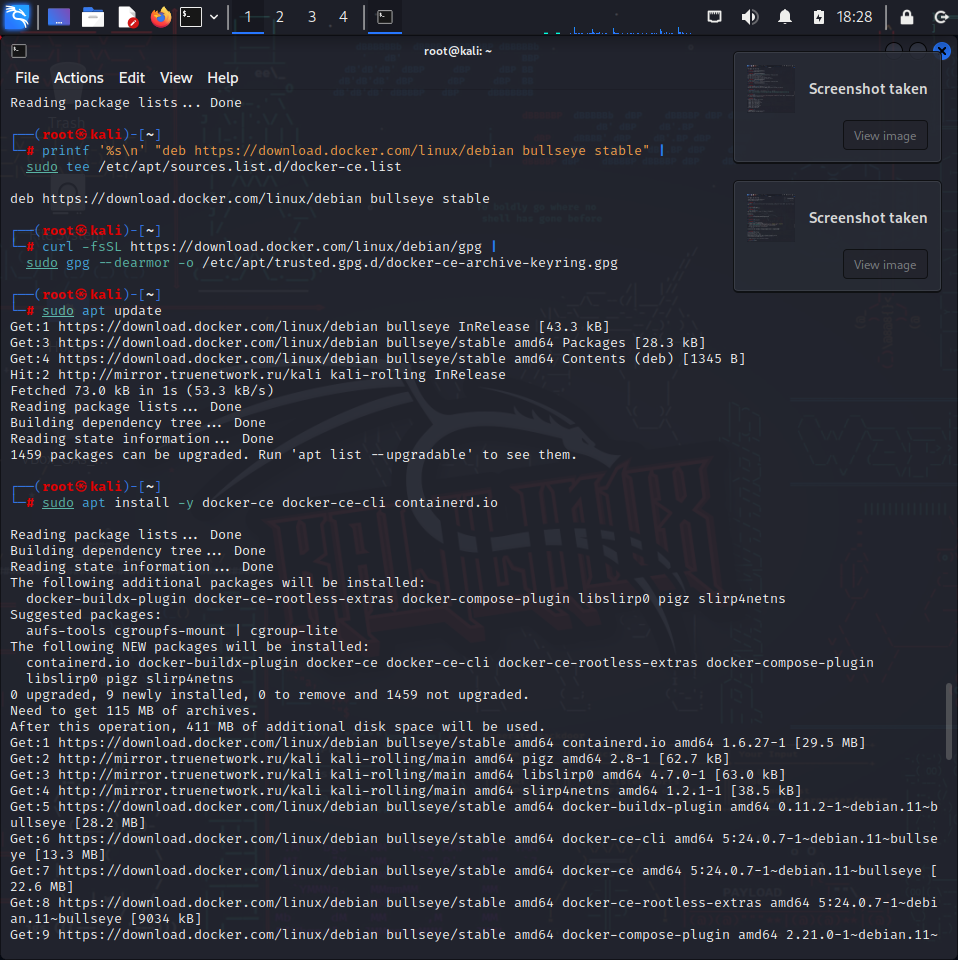 1 2 3 4
18:28
root@kali: ~
File Actions Edit View Help
Reading package lists... Done
┌──(root㉿kali)-[~]
└─# printf '%s\n' "deb https://download.docker.com/linux/debian bullseye stable" |
sudo tee /etc/apt/sources.list.d/docker-ce.list
deb https://download.docker.com/linux/debian bullseye stable
┌──(root㉿kali)-[~]
└─# curl -fsSL https://download.docker.com/linux/debian/gpg |
sudo gpg --dearmor -o /etc/apt/trusted.gpg.d/docker-ce-archive-keyring.gpg
┌──(root㉿kali)-[~]
└─# sudo apt update
Get:1 https://download.docker.com/linux/debian bullseye InRelease [43.3 kB]
Get:3 https://download.docker.com/linux/debian bullseye/stable amd64 Packages [28.3 kB]
Get:4 https://download.docker.com/linux/debian bullseye/stable amd64 Contents (deb) [1345 B]
Hit:2 http://mirror.truenetwork.ru/kali kali-rolling InRelease
Fetched 73.0 kB in 1s (53.3 kB/s)
Reading package lists... Done
Building dependency tree... Done
Reading state information... Done
1459 packages can be upgraded. Run 'apt list --upgradable' to see them.
┌──(root㉿kali)-[~]
└─# sudo apt install -y docker-ce docker-ce-cli containerd.io
Reading package lists... Done
Building dependency tree... Done
Reading state information... Done
The following additional packages will be installed:
docker-buildx-plugin docker-ce-rootless-extras docker-compose-plugin libslirp0 pigz slirp4netns
Suggested packages:
aufs-tools cgroupfs-mount | cgroup-lite
The following NEW packages will be installed:
containerd.io docker-buildx-plugin docker-ce docker-ce-cli docker-ce-rootless-extras docker-compose-plugin
libslirp0 pigz slirp4netns
0 upgraded, 9 newly installed, 0 to remove and 1459 not upgraded.
Need to get 115 MB of archives.
After this operation, 411 MB of additional disk space will be used.
Get:1 https://download.docker.com/linux/debian bullseye/stable amd64 containerd.io amd64 1.6.27-1 [29.5 MB]
Get:2 http://mirror.truenetwork.ru/kali kali-rolling/main amd64 pigz amd64 2.8-1 [62.7 kB]
Get:3 http://mirror.truenetwork.ru/kali kali-rolling/main amd64 libslirp0 amd64 4.7.0-1 [63.0 kB]
Get:4 http://mirror.truenetwork.ru/kali kali-rolling/main amd64 slirp4netns amd64 1.2.1-1 [38.5 kB]
Get:5 https://download.docker.com/linux/debian bullseye/stable amd64 docker-buildx-plugin amd64 0.11.2-1~debian.11~b
ullseye [28.2 MB]
Get:6 https://download.docker.com/linux/debian bullseye/stable amd64 docker-ce-cli amd64 5:24.0.7-1~debian.11~bullse
ye [13.3 MB]
Get:7 https://download.docker.com/linux/debian bullseye/stable amd64 docker-ce amd64 5:24.0.7-1~debian.11~bullseye [
22.6 MB]
Get:8 https://download.docker.com/linux/debian bullseye/stable amd64 docker-ce-rootless-extras amd64 5:24.0.7-1~debi
an.11~bullseye [9034 kB]
Get:9 https://download.docker.com/linux/debian bullseye/stable amd64 docker-compose-plugin amd64 2.21.0-1~debian.11~
Screenshot taken
View image
Screenshot taken
View image
Trash
KALI LINUX
PAYLOAD